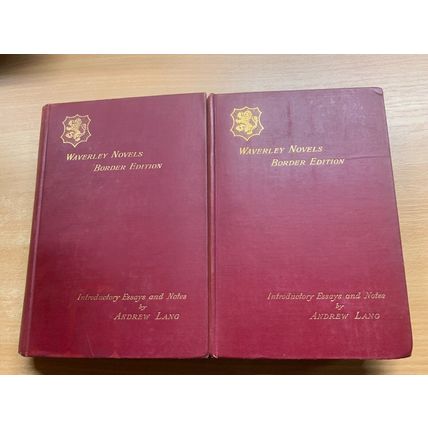 Waverley Novels
Border Edition
Introductory Essays and Notes
by
Andrew Lang
Waverley Novels
Border Edition
Introductory Essays and Notes
by
Andrew Lang